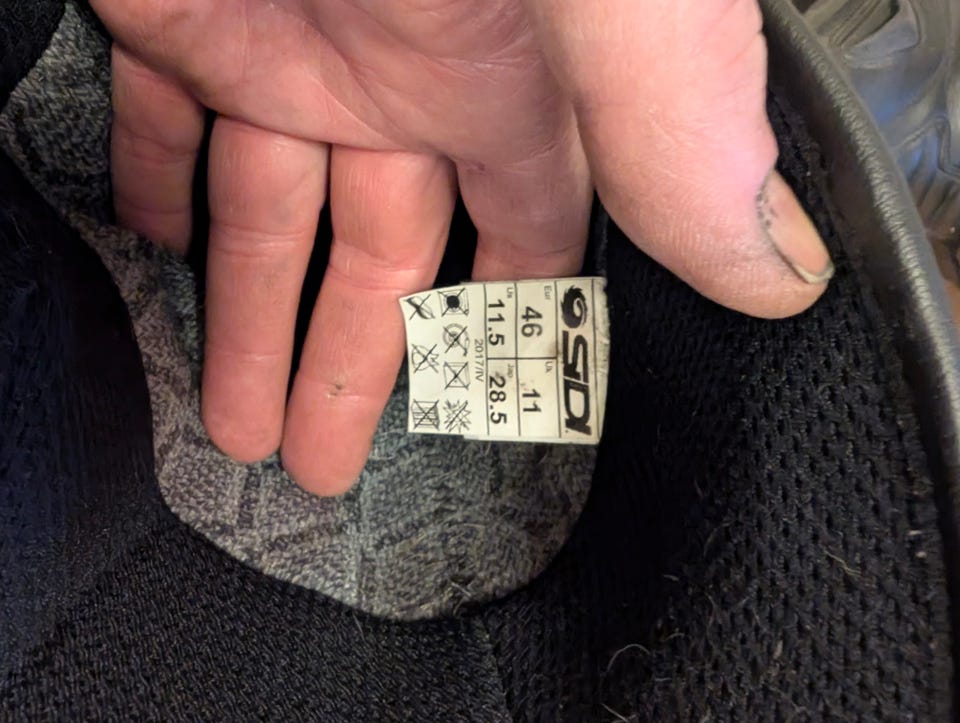 SIDI
Eur 46 Uk 11
Us 11.5 Jap 28.5
2017/IV